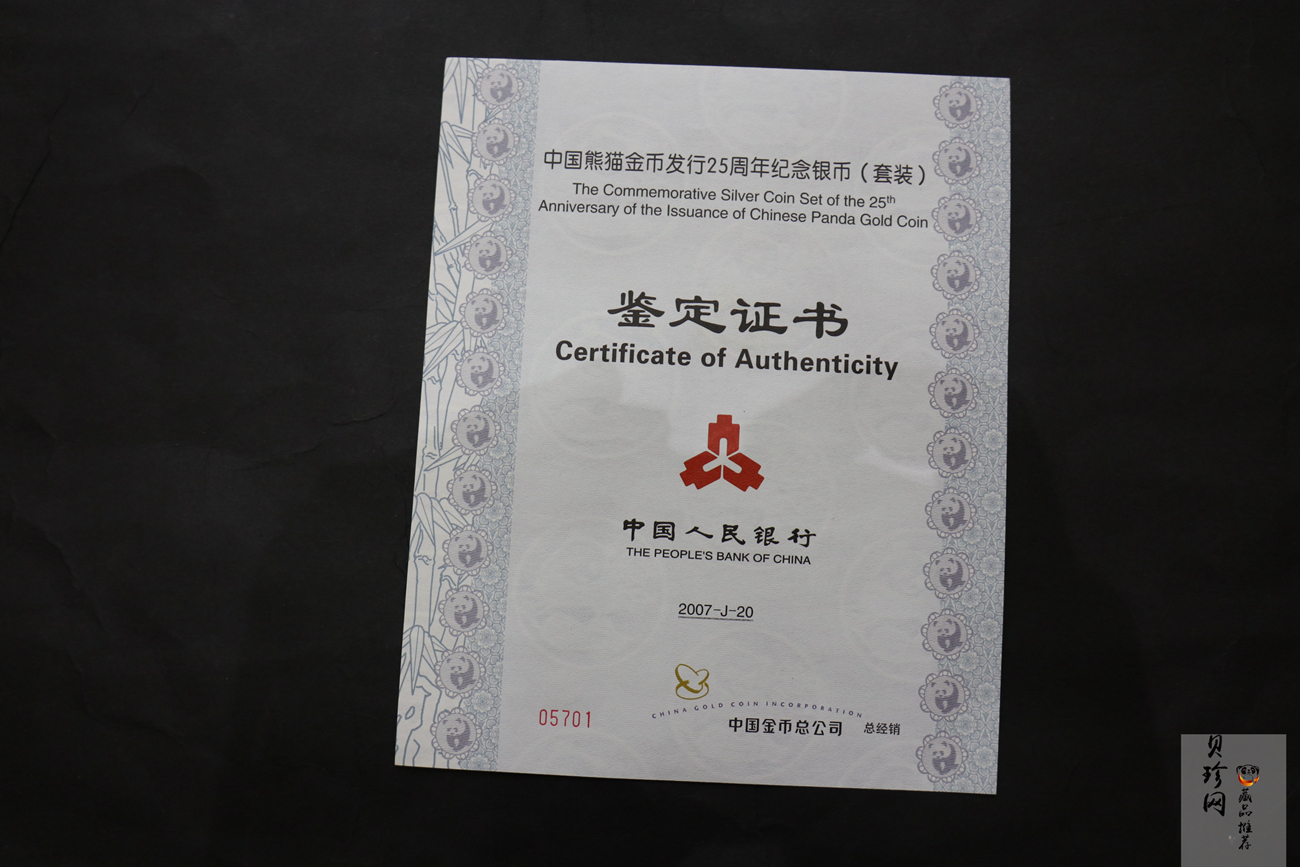 中国熊猫金币发行25周年纪念银币（套装）
The Commemorative Silver Coin Set of the 25th
Anniversary of the Issuance of Chinese Panda Gold Coin
鉴定证书
Certificate of Authenticity
中国人民银行
THE PEOPLE'S BANK OF CHINA
2007-J-20
05701
CHINA GOLD COIN INCORPORATION
中国金币总公司 总经销
贝珍网
藏品推荐